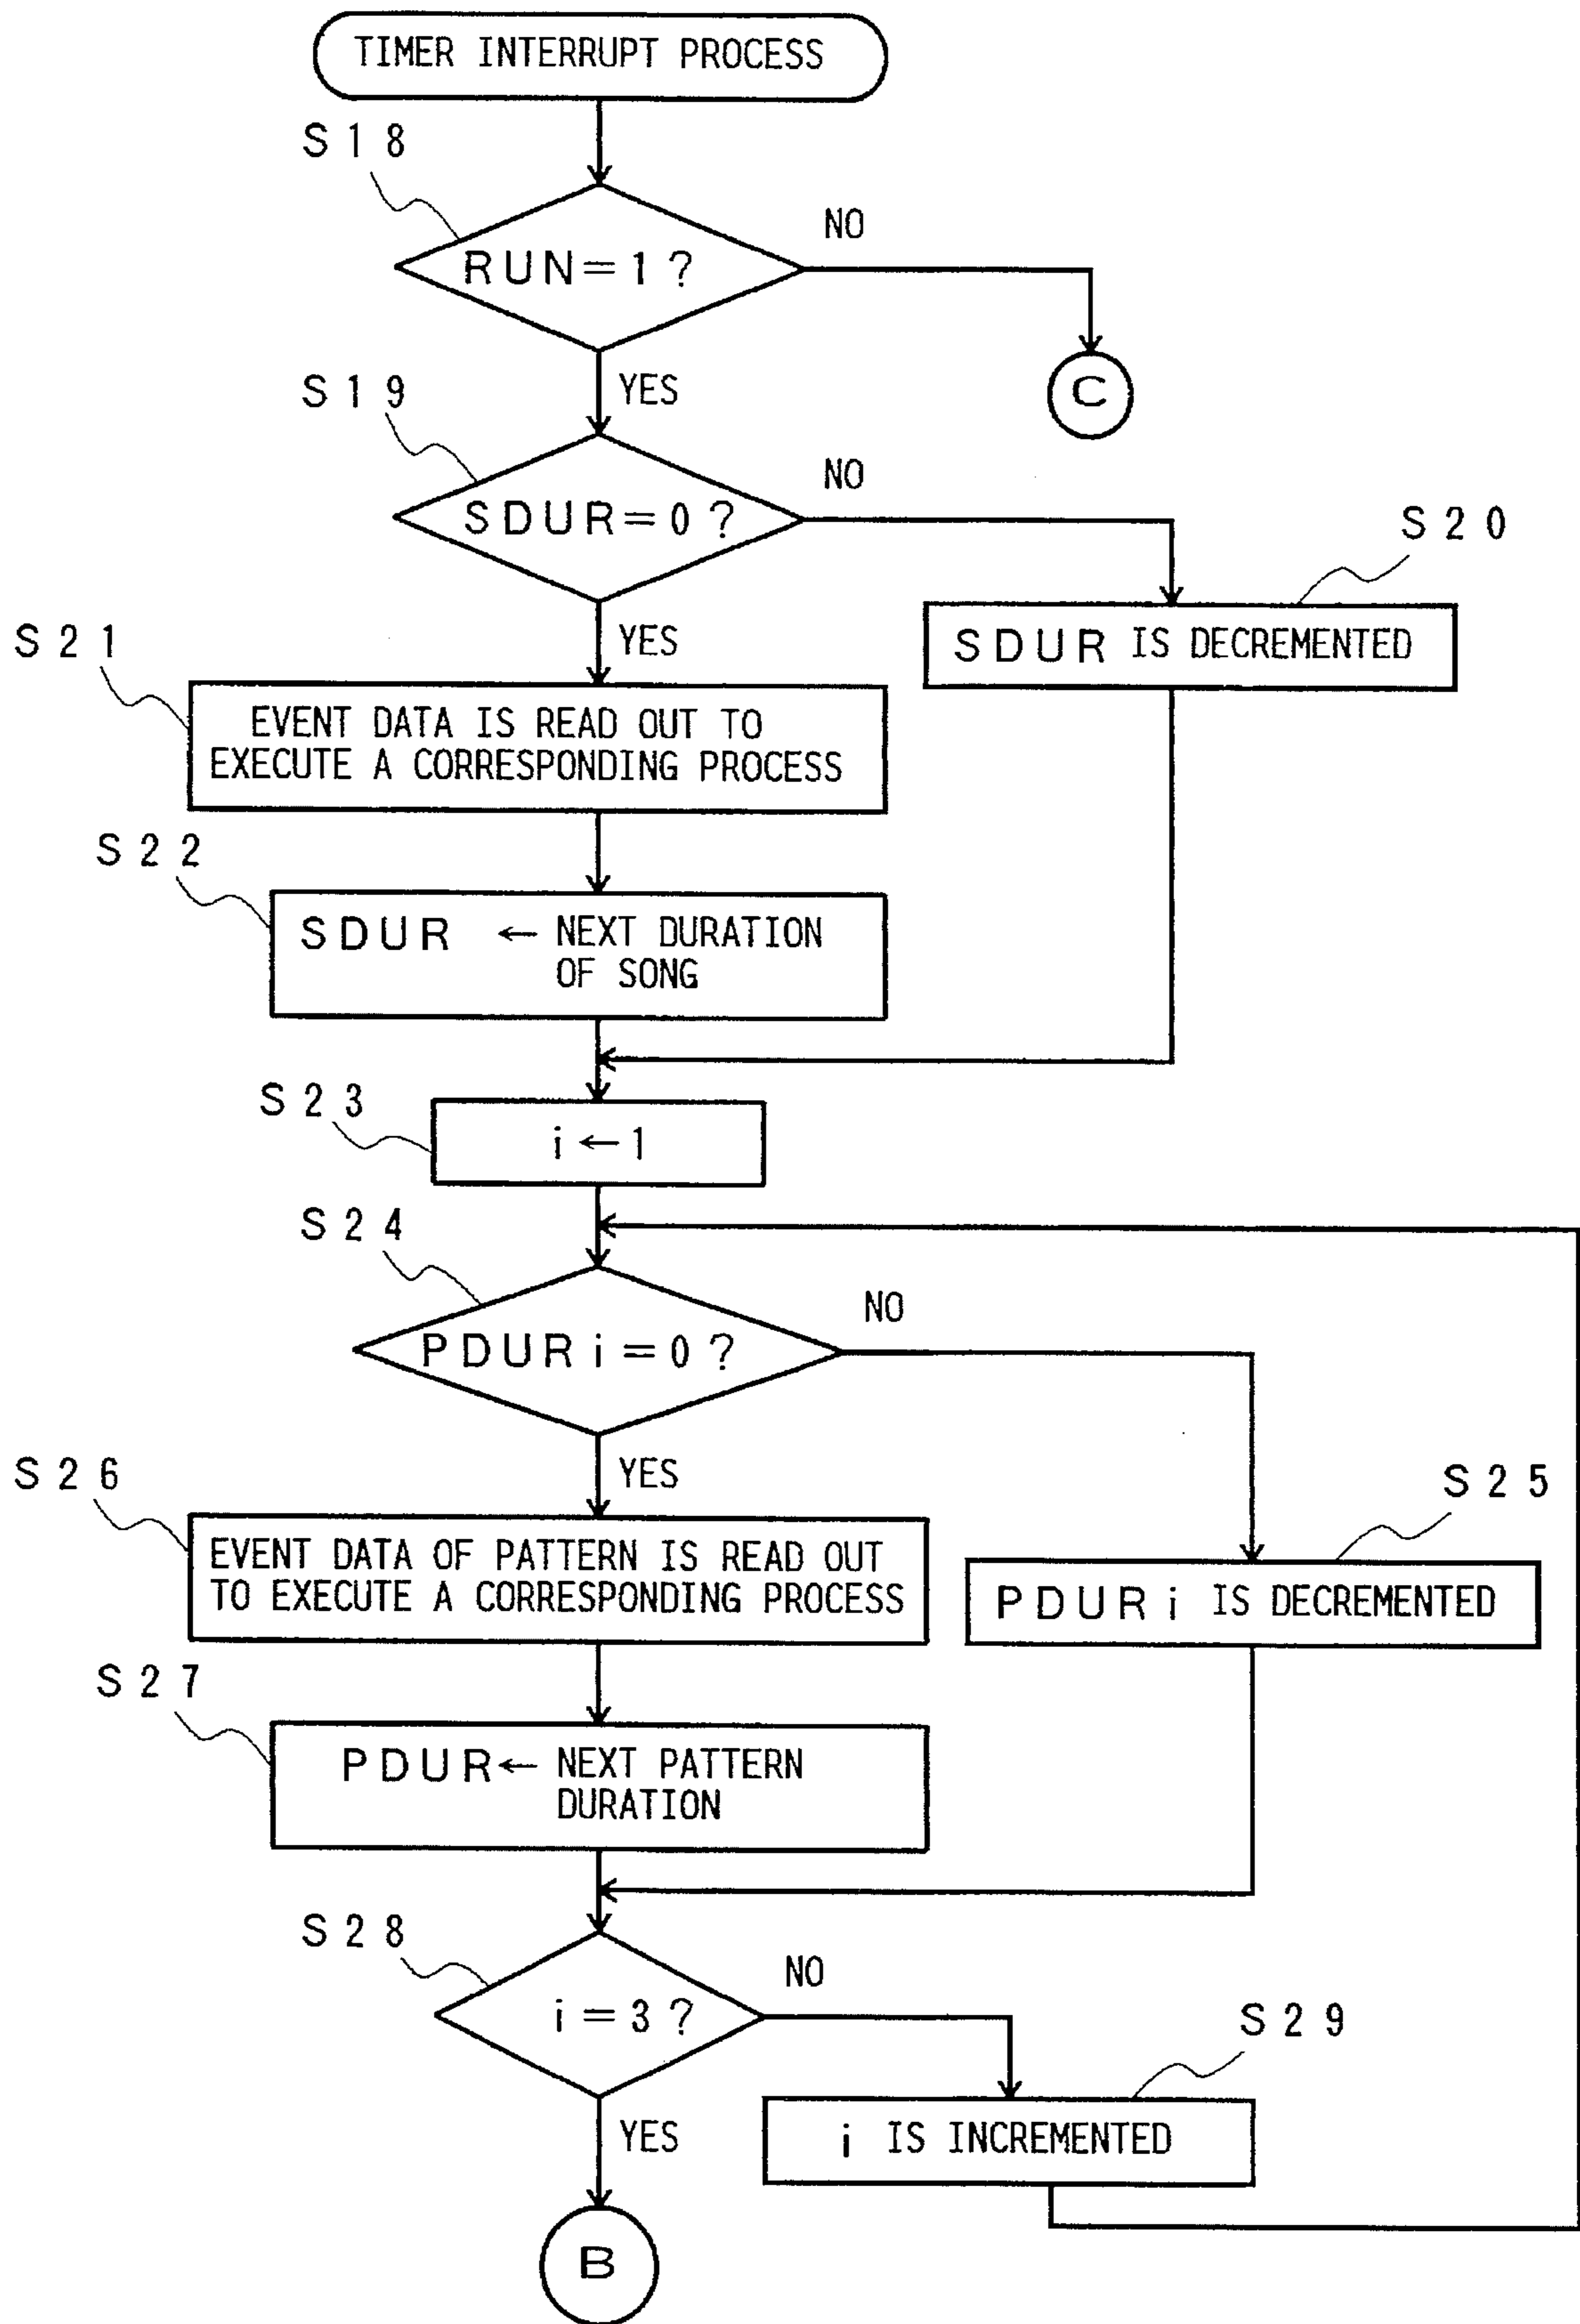 TIMER INTERRUPT PROCESS
S18
RUN=1?
NO
C
YES
S19
SDUR=0?
NO
S20
SDUR IS DECREMENTED
YES
S21
EVENT DATA IS READ OUT TO
EXECUTE A CORRESPONDING PROCESS
S22
SDUR ← NEXT DURATION
OF SONG
S23
i←1
S24
PDURi=0?
NO
S25
PDURi IS DECREMENTED
YES
S26
EVENT DATA OF PATTERN IS READ OUT
TO EXECUTE A CORRESPONDING PROCESS
S27
PDUR← NEXT PATTERN
DURATION
S28
i=3?
NO
S29
i IS INCREMENTED
YES
B